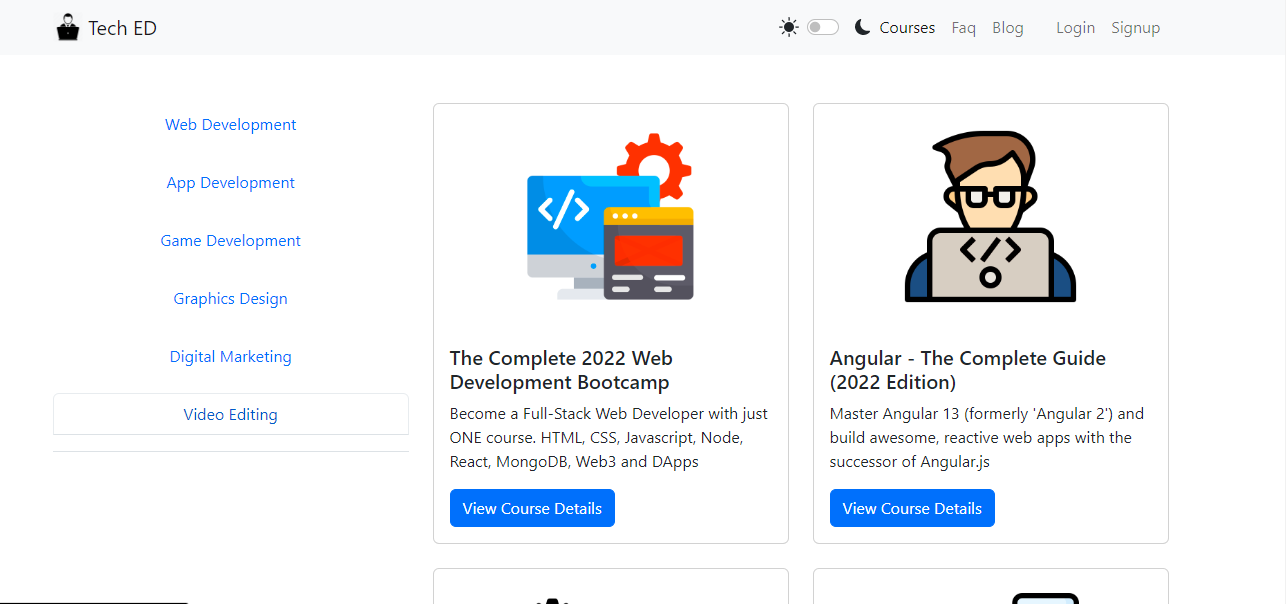 Tech ED
Courses Faq Blog Login Signup
Web Development
App Development
Game Development
Graphics Design
Digital Marketing
Video Editing
</>
The Complete 2022 Web
Development Bootcamp
Become a Full-Stack Web Developer with just
ONE course. HTML, CSS, Javascript, Node,
React, MongoDB, Web3 and DApps
View Course Details
</>
Angular - The Complete Guide
(2022 Edition)
Master Angular 13 (formerly 'Angular 2') and
build awesome, reactive web apps with the
successor of Angular.js
View Course Details